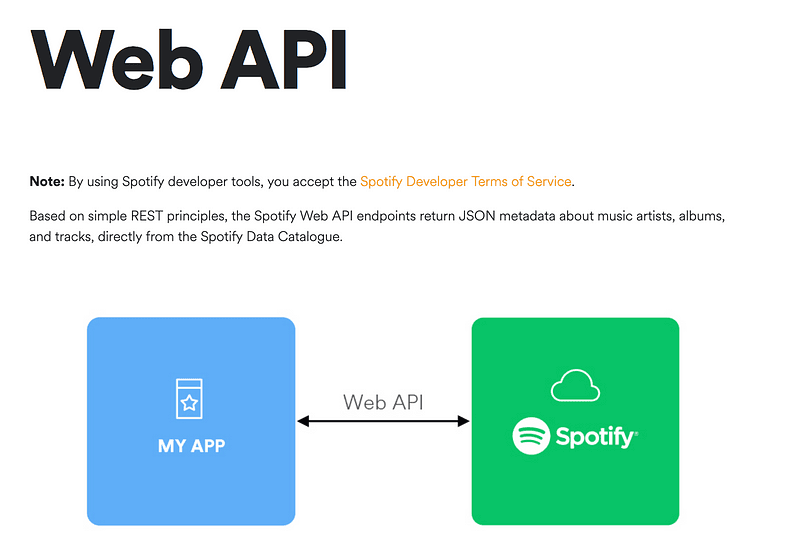 Web API
Note: By using Spotify developer tools, you accept the Spotify Developer Terms of Service.
Based on simple REST principles, the Spotify Web API endpoints return JSON metadata about music artists, albums,
and tracks, directly from the Spotify Data Catalogue.
Web API
MY APP
Spotify®